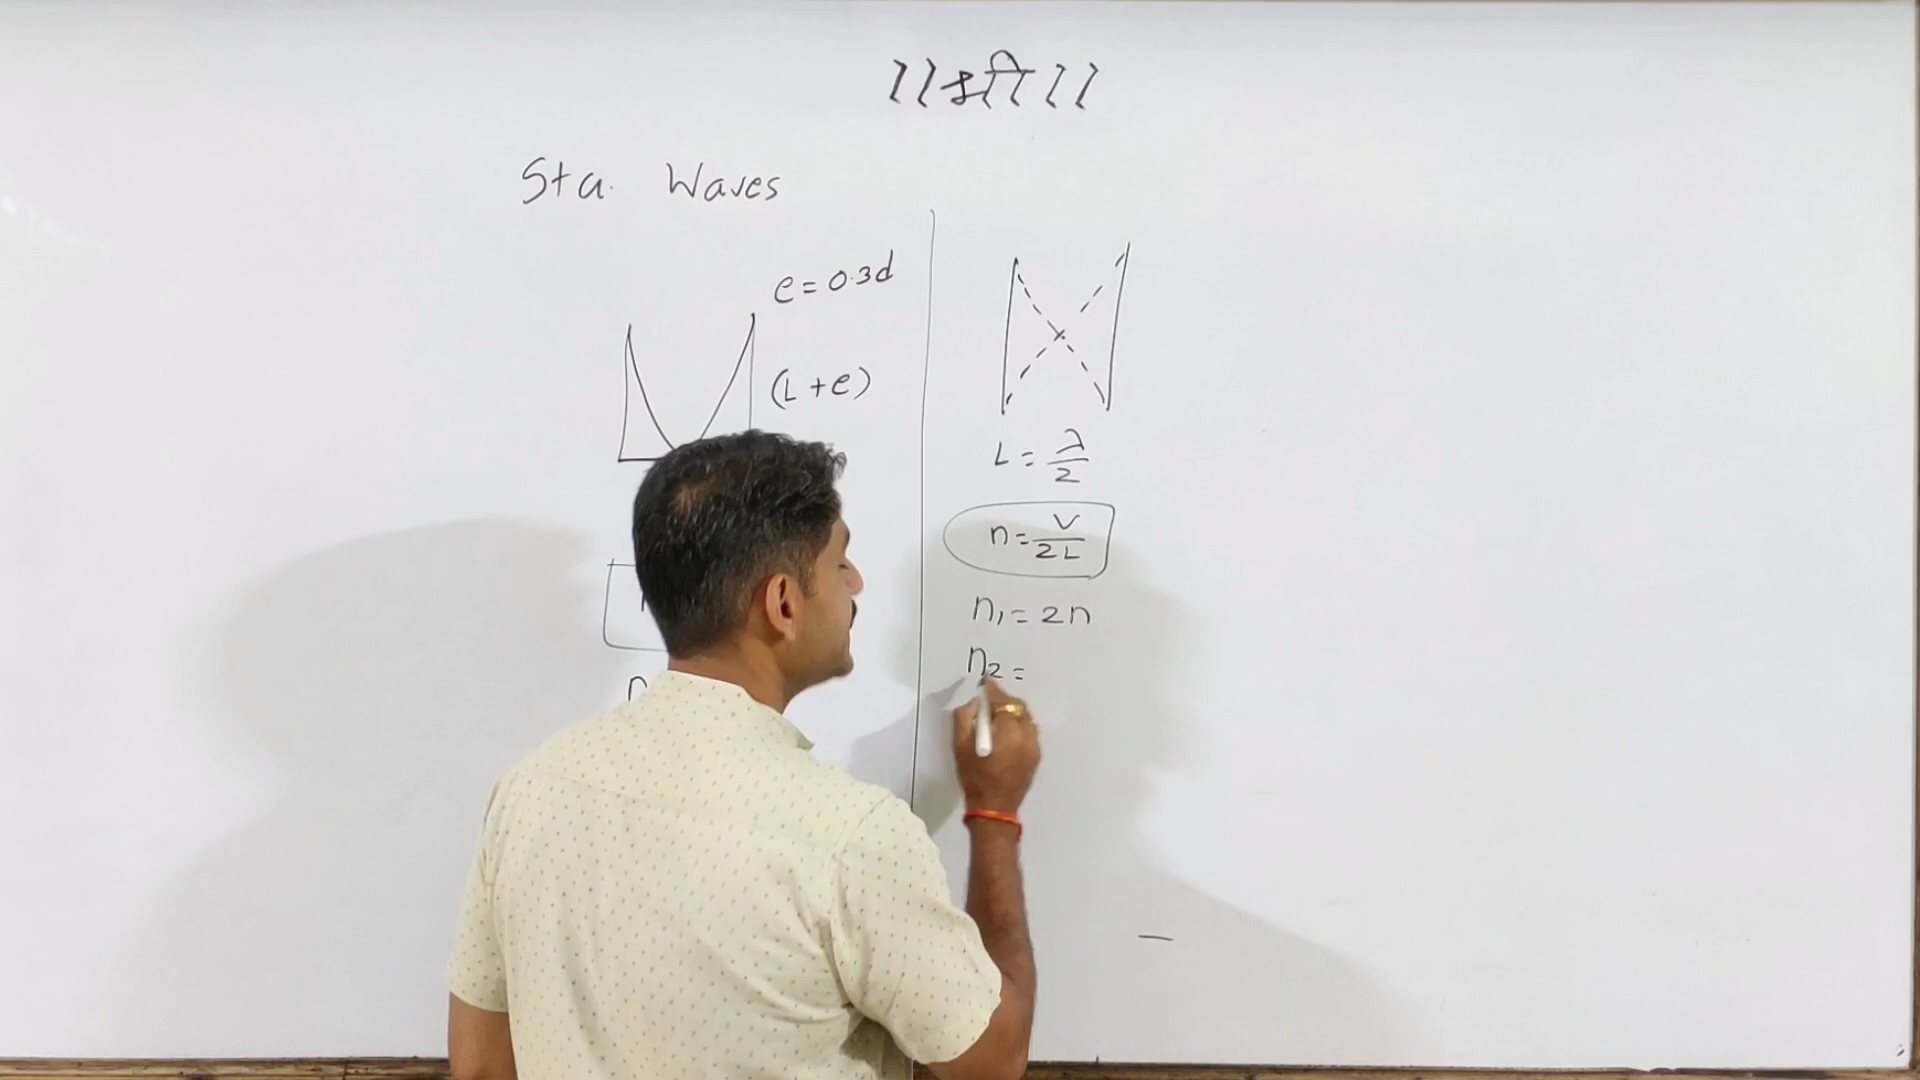 ।। श्री ।।
Sta. Waves
e = 0.3d
(L + e)
n
L = λ/2
n = V/2L
n₁ = 2n
n₂ =